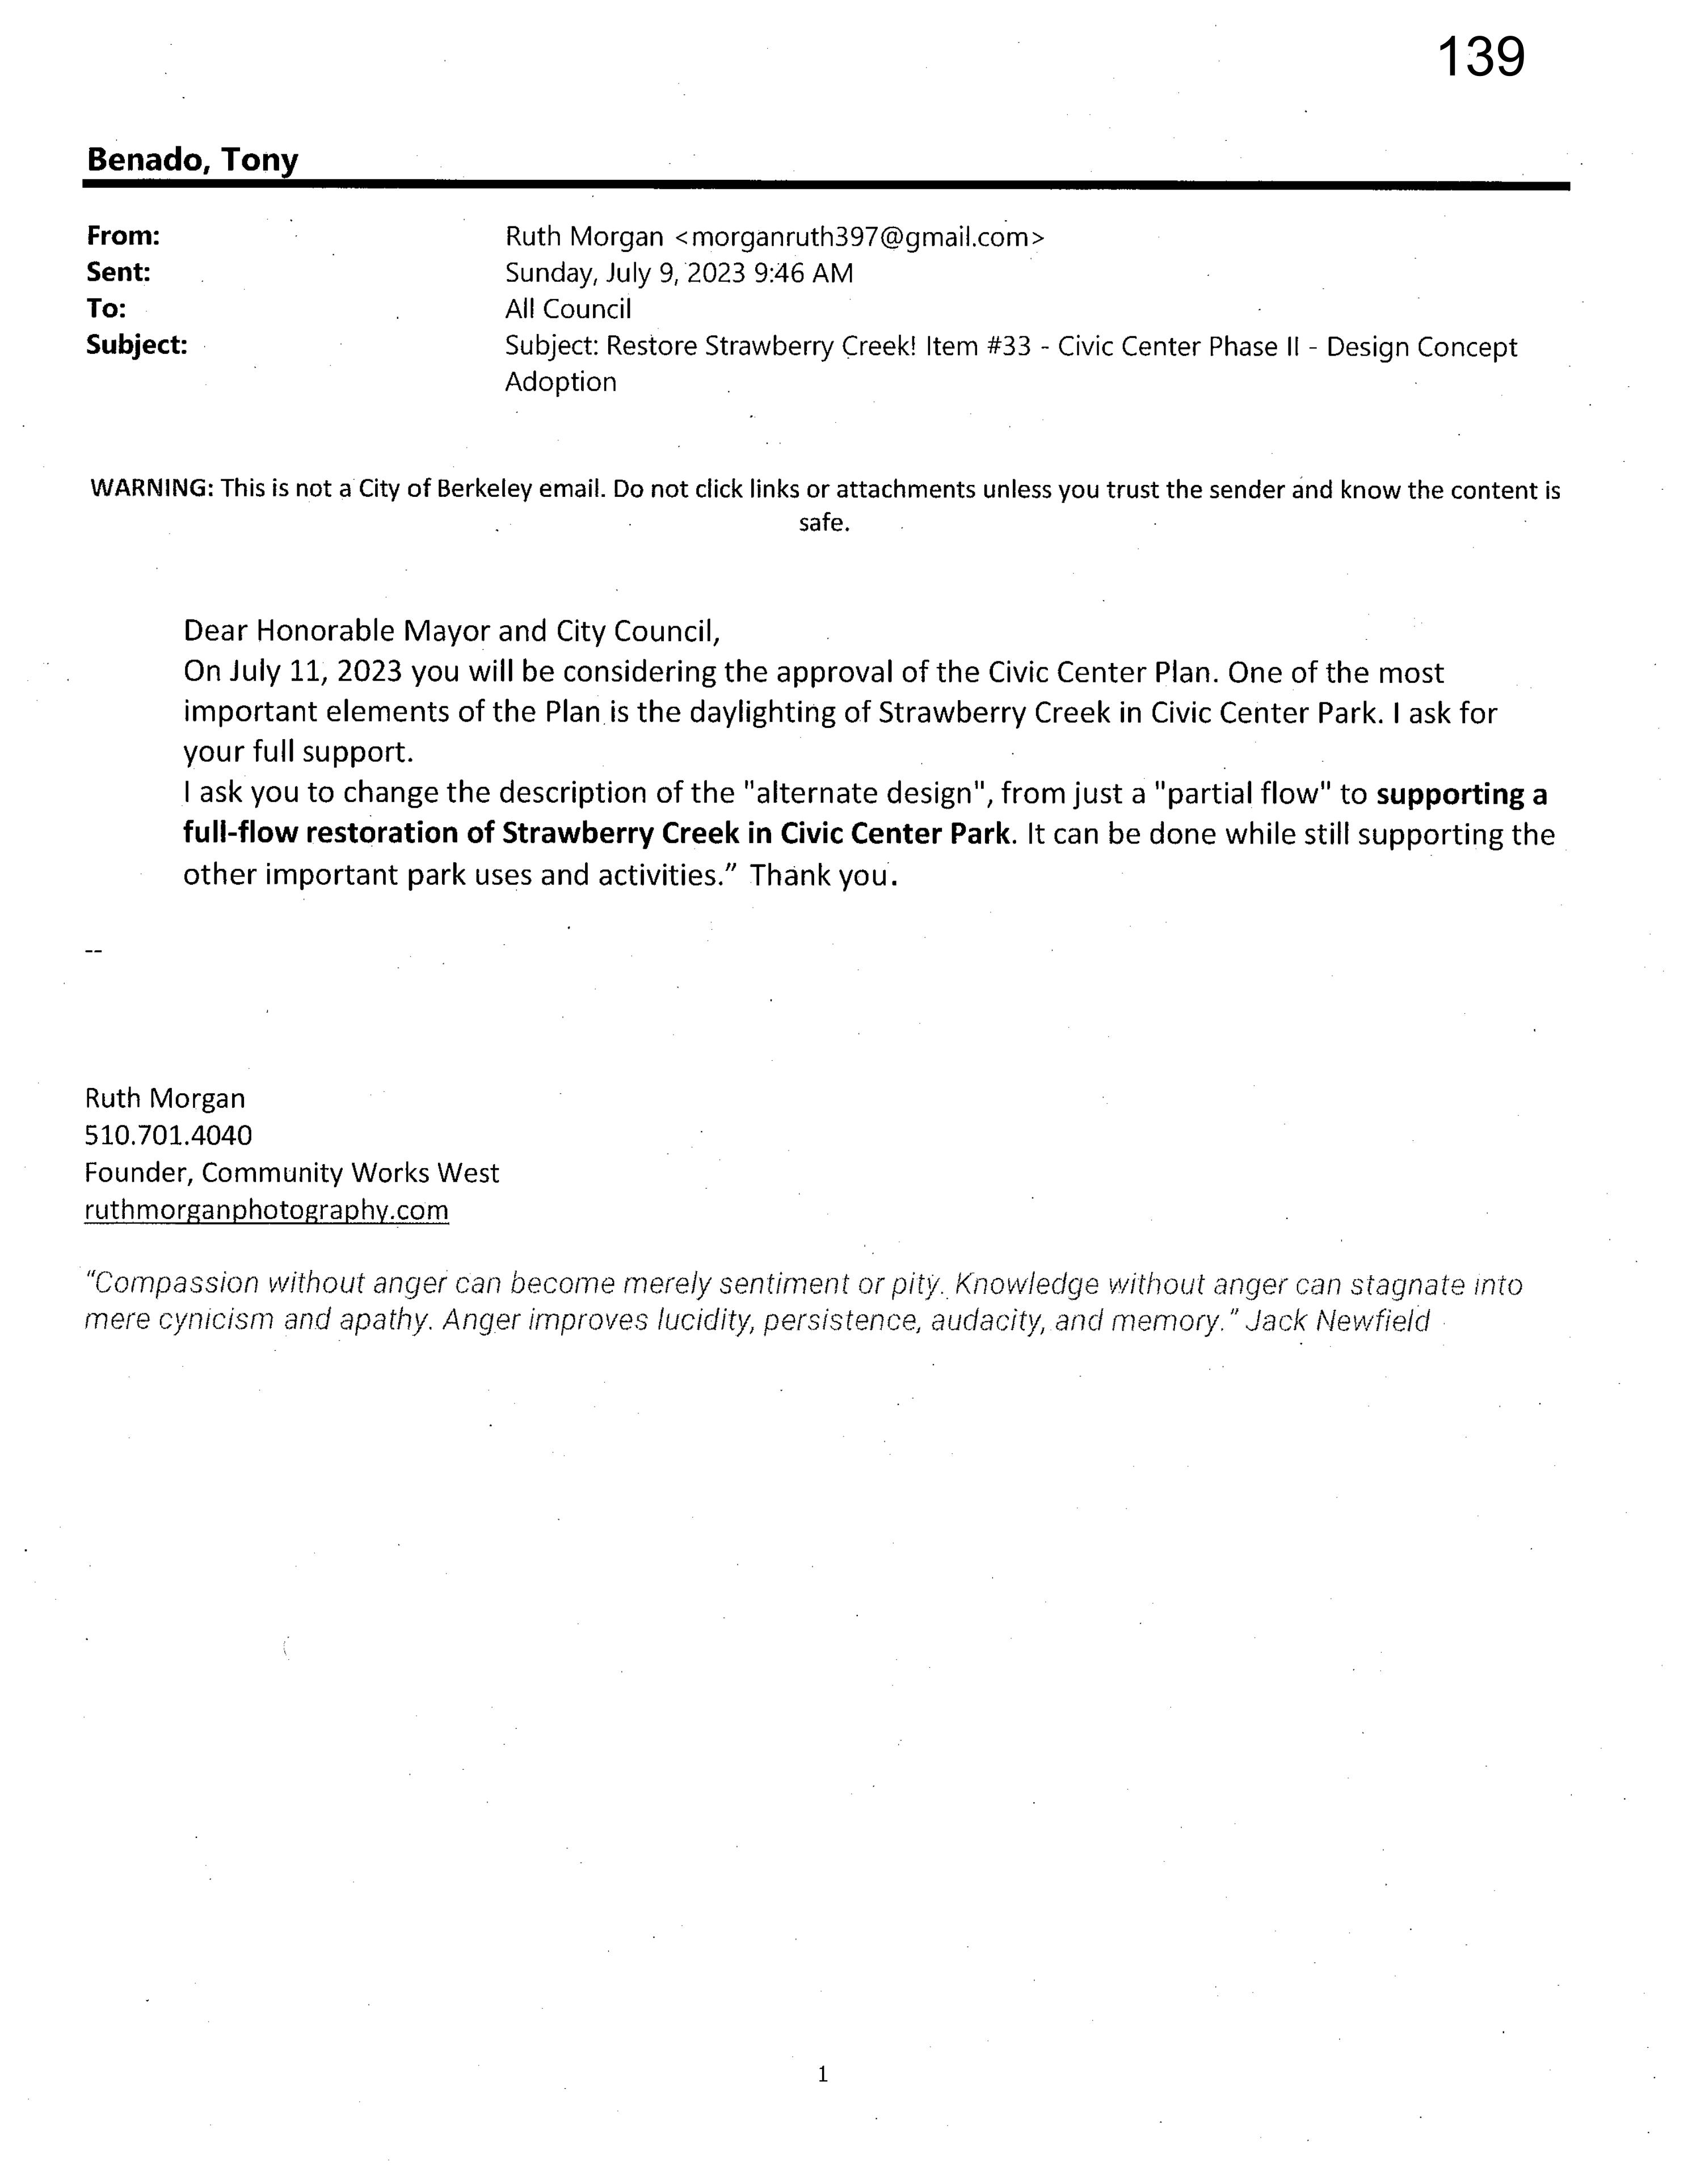 139
Benado, Tony
From: Ruth Morgan <morganruth397@gmail.com>
Sent: Sunday, July 9, 2023 9:46 AM
To: All Council
Subject: Subject: Restore Strawberry Creek! Item #33 - Civic Center Phase II - Design Concept
Adoption
WARNING: This is not a City of Berkeley email. Do not click links or attachments unless you trust the sender and know the content is
safe.
Dear Honorable Mayor and City Council,
On July 11, 2023 you will be considering the approval of the Civic Center Plan. One of the most
important elements of the Plan is the daylighting of Strawberry Creek in Civic Center Park. I ask for
your full support.
I ask you to change the description of the "alternate design", from just a "partial flow" to supporting a
full-flow restoration of Strawberry Creek in Civic Center Park. It can be done while still supporting the
other important park uses and activities.” Thank you.
--
Ruth Morgan
510.701.4040
Founder, Community Works West
ruthmorganphotography.com
"Compassion without anger can become merely sentiment or pity. Knowledge without anger can stagnate into
mere cynicism and apathy. Anger improves lucidity, persistence, audacity, and memory." Jack Newfield
1